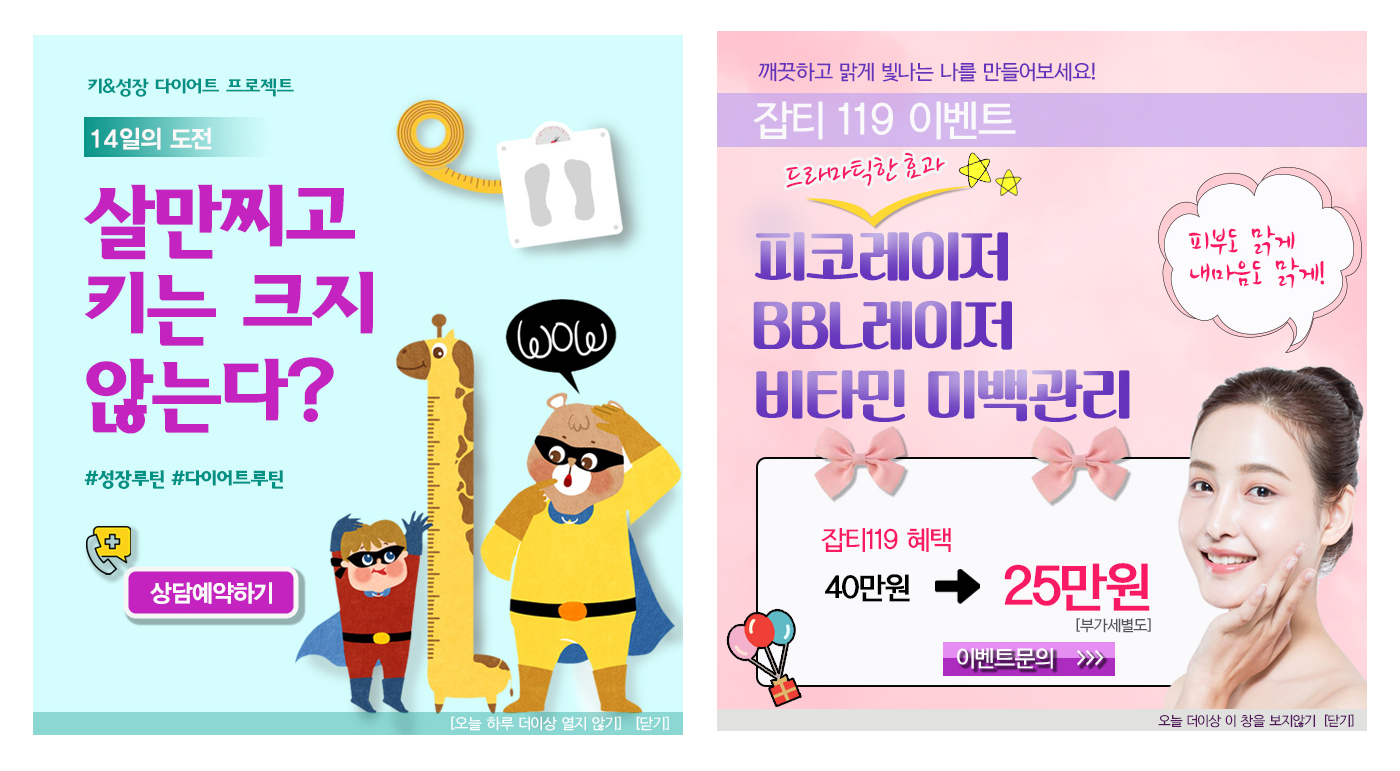 키&성장 다이어트 프로젝트
14일의 도전
살만찌고
키는 크지
않는다?
#성장루틴 #다이어트루틴
상담예약하기
WOW
[오늘 하루 더이상 열지 않기] [닫기]
깨끗하고 맑게 빛나는 나를 만들어보세요!
잡티 119 이벤트
드라마틱한 효과
피코레이저
BBL레이저
비타민 미백관리
피부도 맑게
내마음도 맑게!
잡티119 혜택
40만원 25만원
[부가세별도]
이벤트문의 >>>
오늘 더이상 이 창을 보지않기 [닫기]